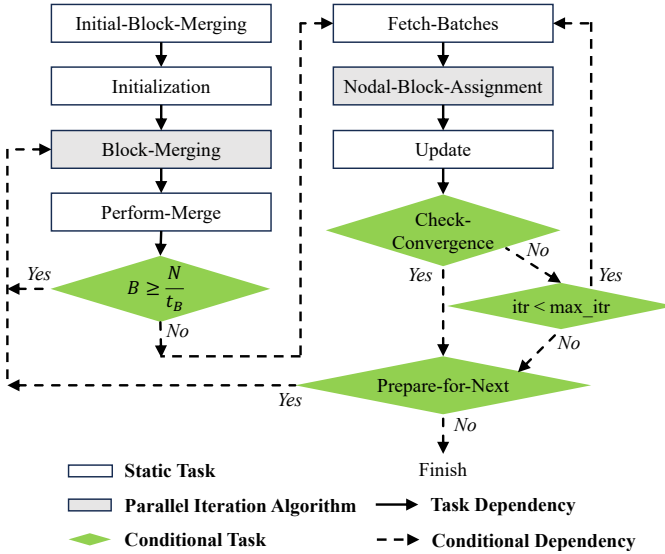 Initial-Block-Merging
Initialization
Block-Merging
Perform-Merge
Yes
B ≥ N/t_B
No
Fetch-Batches
Nodal-Block-Assignment
Update
Check-
Convergence
No
Yes
Yes
itr < max_itr
No
Prepare-for-Next
Yes
No
Finish
Static Task
Parallel Iteration Algorithm
Task Dependency
Conditional Task
Conditional Dependency